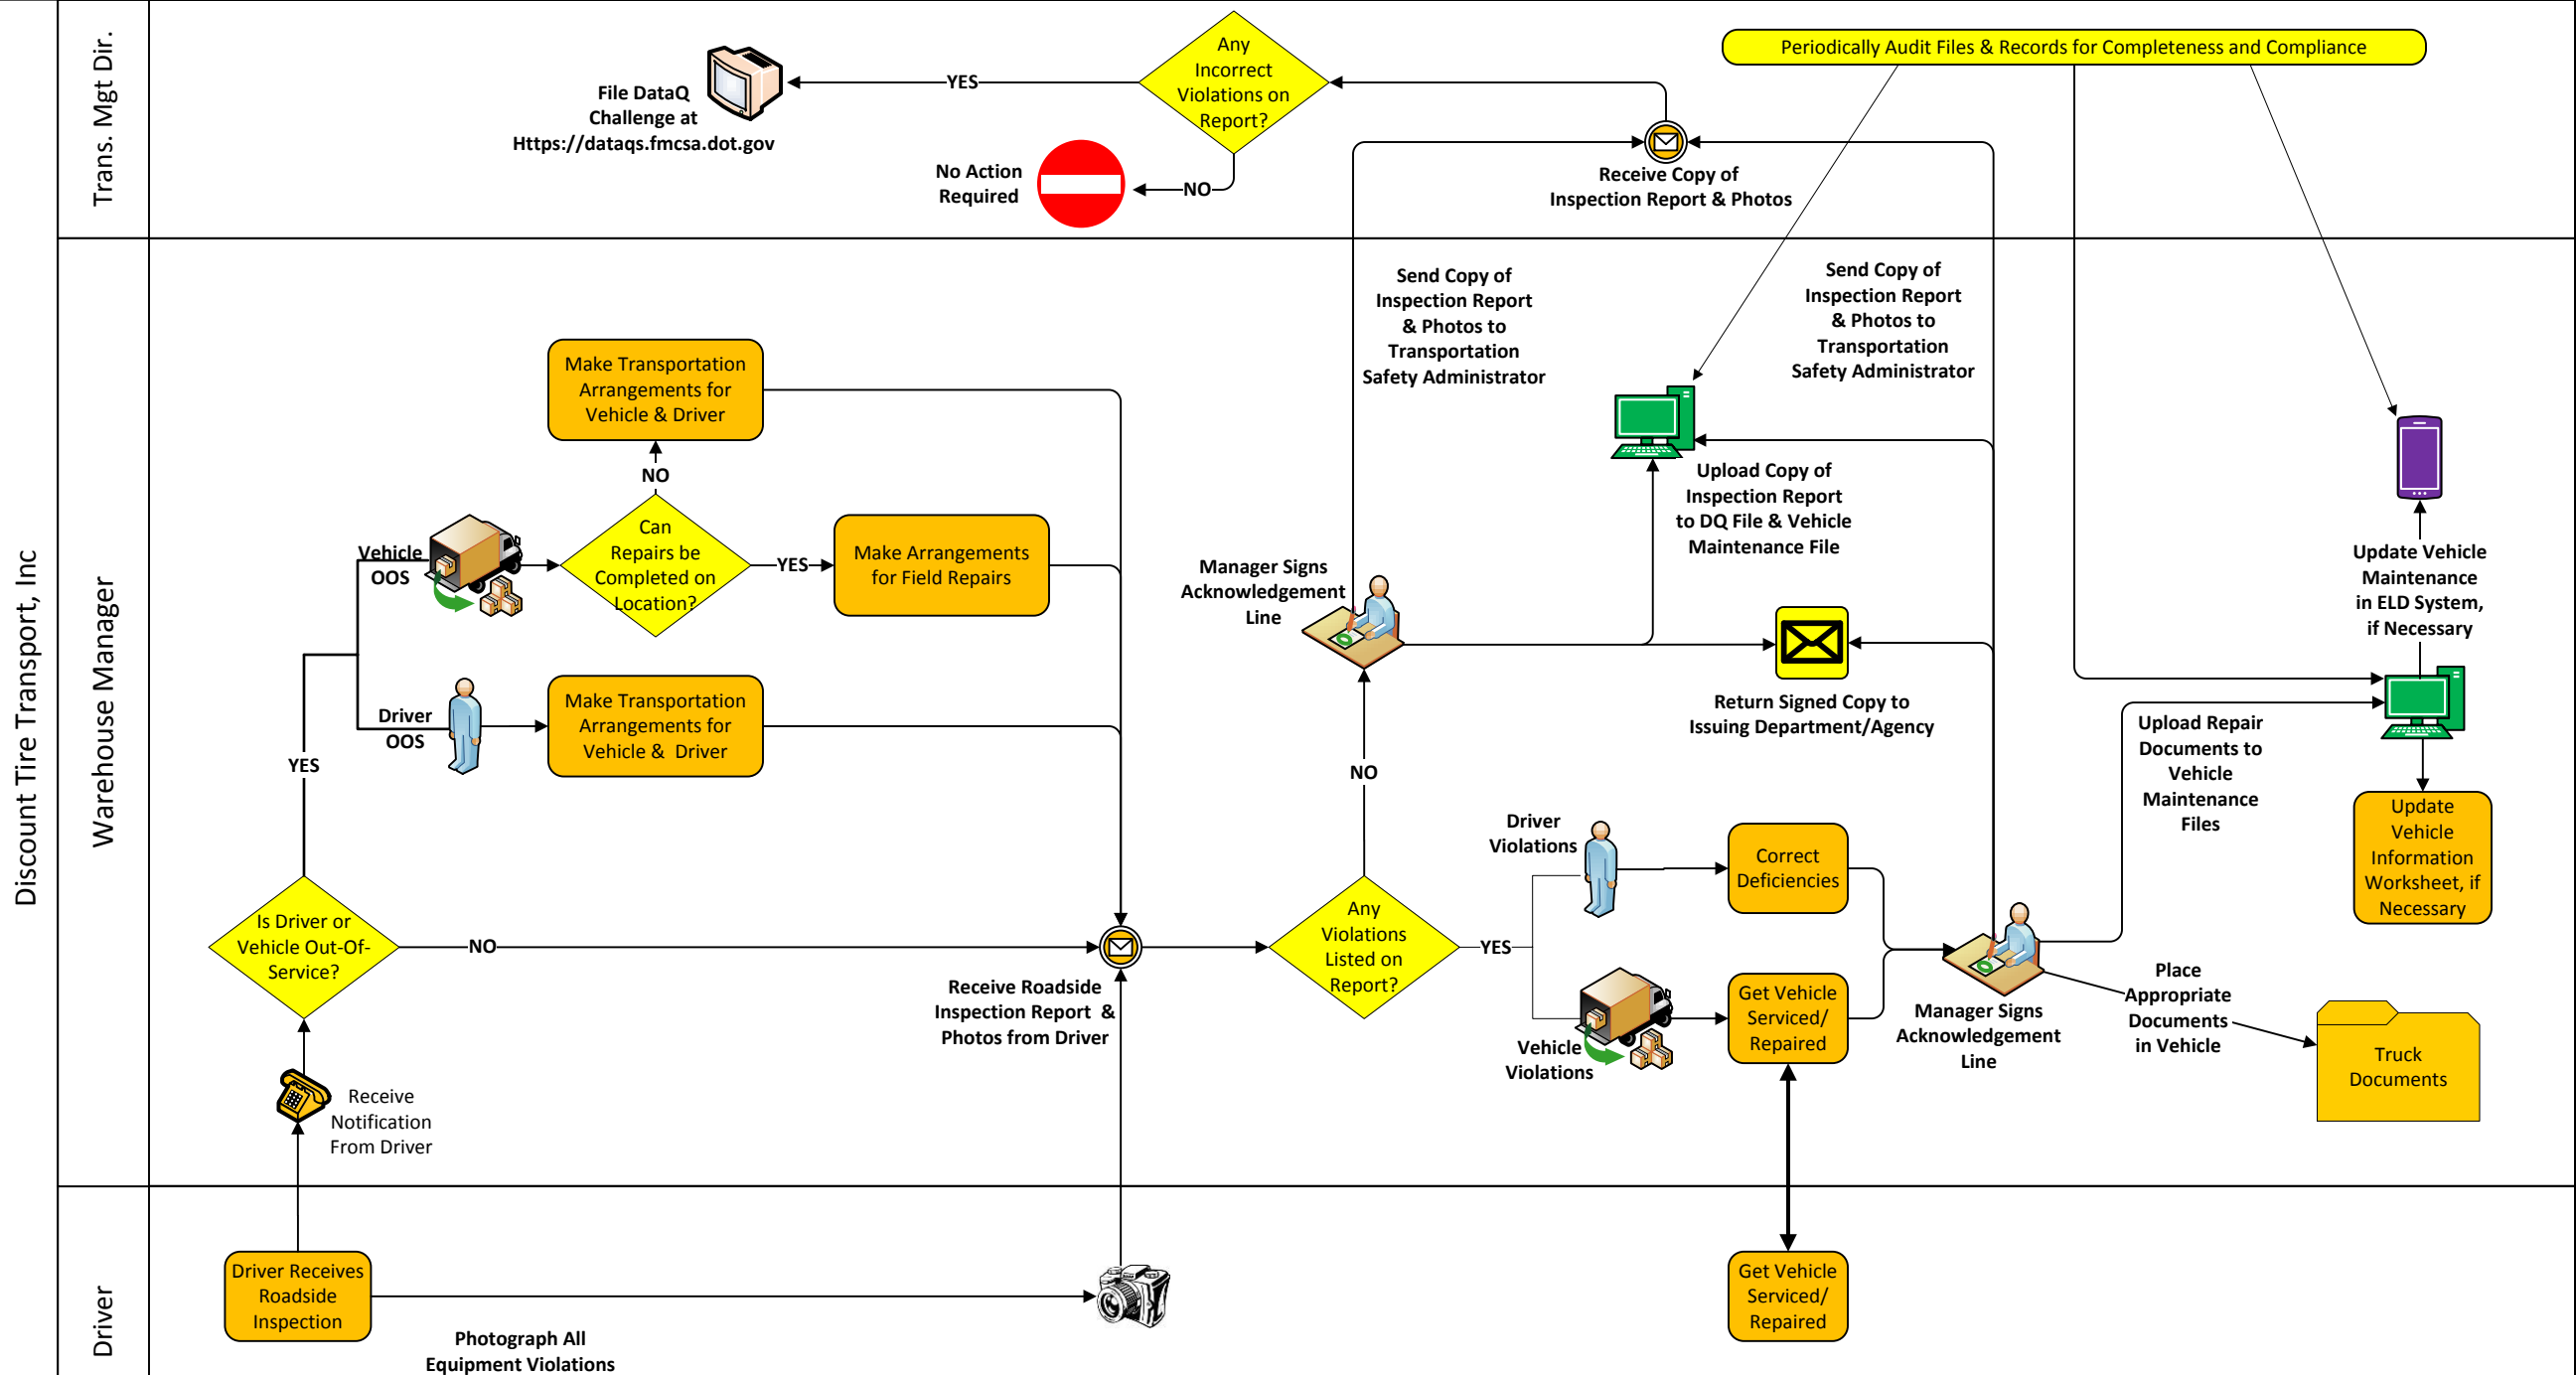 Discount Tire Transport, Inc
Trans. Mgt Dir.
Any
Incorrect
Violations on
Report?
YES
File DataQ
Challenge at
Https://dataqs.fmcsa.dot.gov
NO
No Action
Required
Receive Copy of
Inspection Report & Photos
Periodically Audit Files & Records for Completeness and Compliance
Warehouse Manager
Make Transportation
Arrangements for
Vehicle & Driver
NO
Vehicle
OOS
Can
Repairs be
Completed on
Location?
YES
Make Arrangements
for Field Repairs
Driver
OOS
Make Transportation
Arrangements for
Vehicle & Driver
YES
Is Driver or
Vehicle Out-Of-
Service?
NO
Receive
Notification
From Driver
Receive Roadside
Inspection Report &
Photos from Driver
Send Copy of
Inspection Report
& Photos to
Transportation
Safety Administrator
Send Copy of
Inspection Report
& Photos to
Transportation
Safety Administrator
Upload Copy of
Inspection Report
to DQ File & Vehicle
Maintenance File
Manager Signs
Acknowledgement
Line
Return Signed Copy to
Issuing Department/Agency
NO
Any
Violations
Listed on
Report?
YES
Driver
Violations
Correct
Deficiencies
Vehicle
Violations
Get Vehicle
Serviced/
Repaired
Manager Signs
Acknowledgement
Line
Update Vehicle
Maintenance
in ELD System,
if Necessary
Upload Repair
Documents to
Vehicle
Maintenance
Files
Update
Vehicle
Information
Worksheet, if
Necessary
Place
Appropriate
Documents
in Vehicle
Truck
Documents
Driver
Driver Receives
Roadside
Inspection
Photograph All
Equipment Violations
Get Vehicle
Serviced/
Repaired